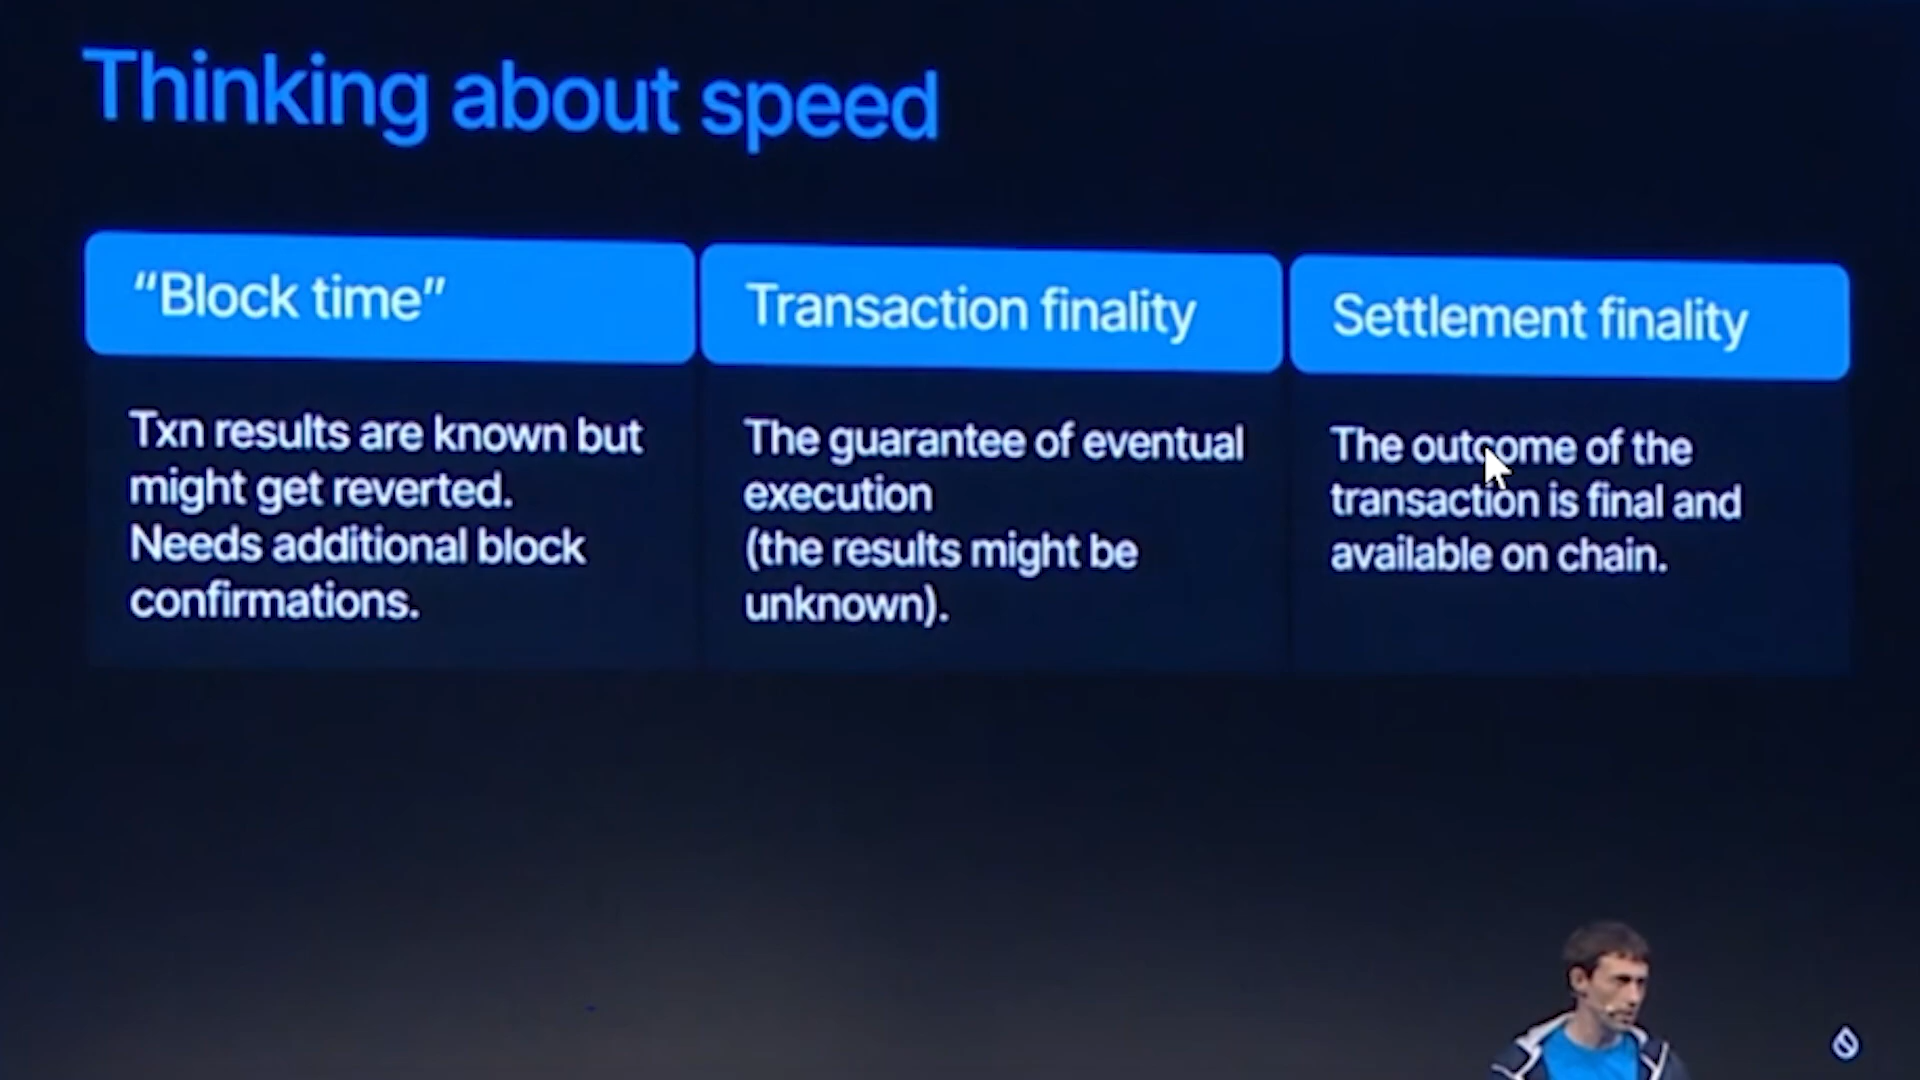 Thinking about speed
“Block time”
Txn results are known but
might get reverted.
Needs additional block
confirmations.
Transaction finality
The guarantee of eventual
execution
(the results might be
unknown).
Settlement finality
The outcome of the
transaction is final and
available on chain.